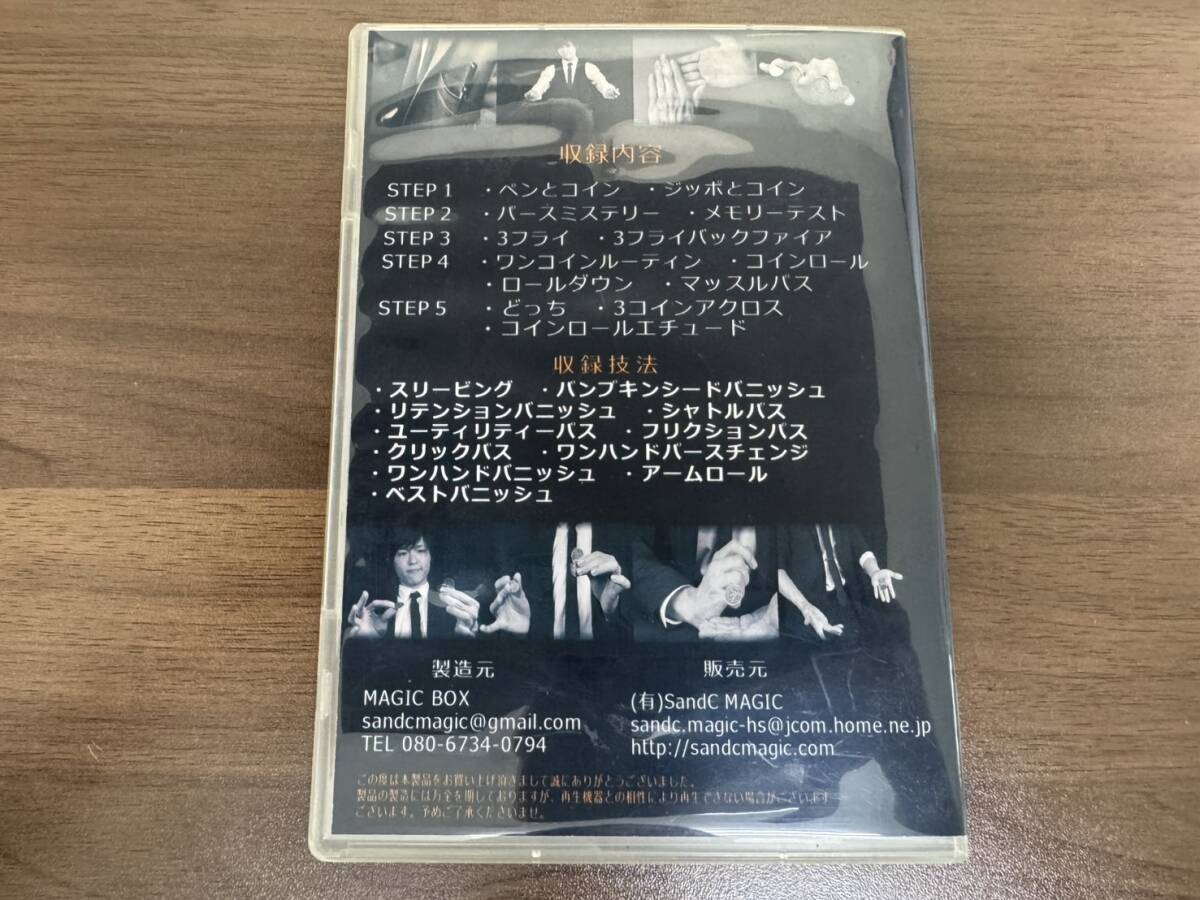 収録内容
STEP 1 ・ペンとコイン ・ジッポとコイン
STEP 2 ・パースミステリー ・メモリーテスト
STEP 3 ・3フライ ・3フライバックファイア
STEP 4 ・ワンコインルーティン ・コインロール
・ロールダウン ・マッスルパス
STEP 5 ・どっち ・3コインアクロス
・コインロールエチュード
収録技法
・スリービング ・パンプキンシードバニッシュ
・リテンションバニッシュ ・シャトルパス
・ユーティリティーパス ・フリクションパス
・クリックパス ・ワンハンドパースチェンジ
・ワンハンドバニッシュ ・アームロール
・ベストバニッシュ
製造元 販売元
MAGIC BOX (有)SandC MAGIC
sandcmagic@gmail.com sandc.magic-hs@jcom.home.ne.jp
TEL 080-6734-0794 http://sandcmagic.com
この度は本製品をお買い上げ頂きまして誠にありがとうございました。
製品の製造には万全を期しておりますが、再生機器との相性により再生できない場合がございます
ございます。予めご了承くださいませ。